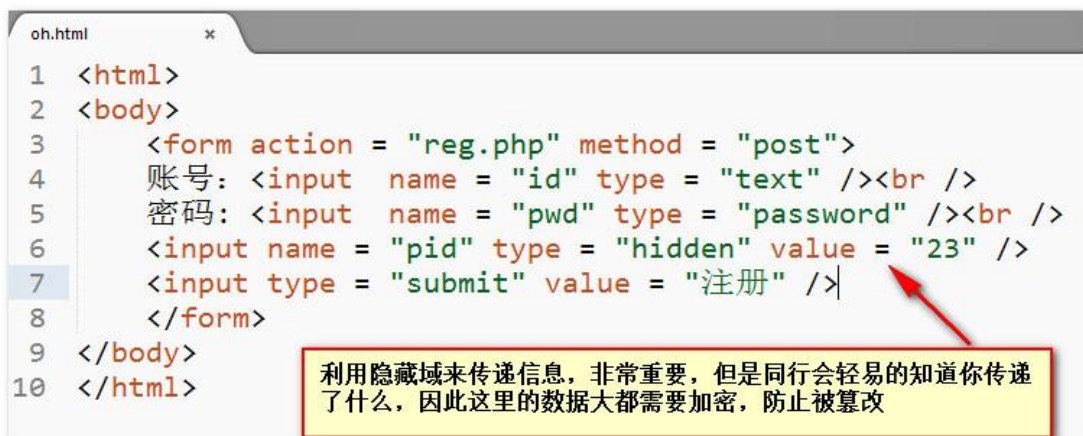 oh.html ×
1 <html>
2 <body>
3 <form action = "reg.php" method = "post">
4 账号: <input  name = "id" type = "text" /><br />
5 密码: <input  name = "pwd" type = "password" /><br />
6 <input name = "pid" type = "hidden" value = "23" />
7 <input type = "submit" value = "注册" />
8 </form>
9 </body>
10 </html>
利用隐藏域来传递信息，非常重要，但是同行会轻易的知道你传递
了什么，因此这里的数据大都需要加密，防止被篡改